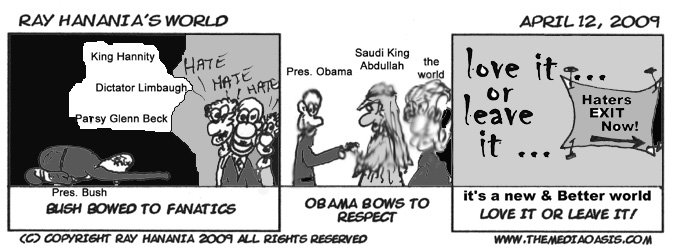 RAY HANANIA'S WORLD
APRIL 12, 2009
King Hannity
Dictator Limbaugh
Patsy Glenn Beck
HATE
HATE
HATE
Pres. Bush
BUSH BOWED TO FANATICS
Pres. Obama
Saudi King
Abdullah
the
world
OBAMA BOWS TO
RESPECT
love it ...
or
leave
it ...
Haters
EXIT
Now!
it's a new & Better world
LOVE IT OR LEAVE IT!
(C) COPYRIGHT RAY HANANIA 2009 ALL RIGHTS RESERVED
WWW.THEMEDIAOASIS.COM